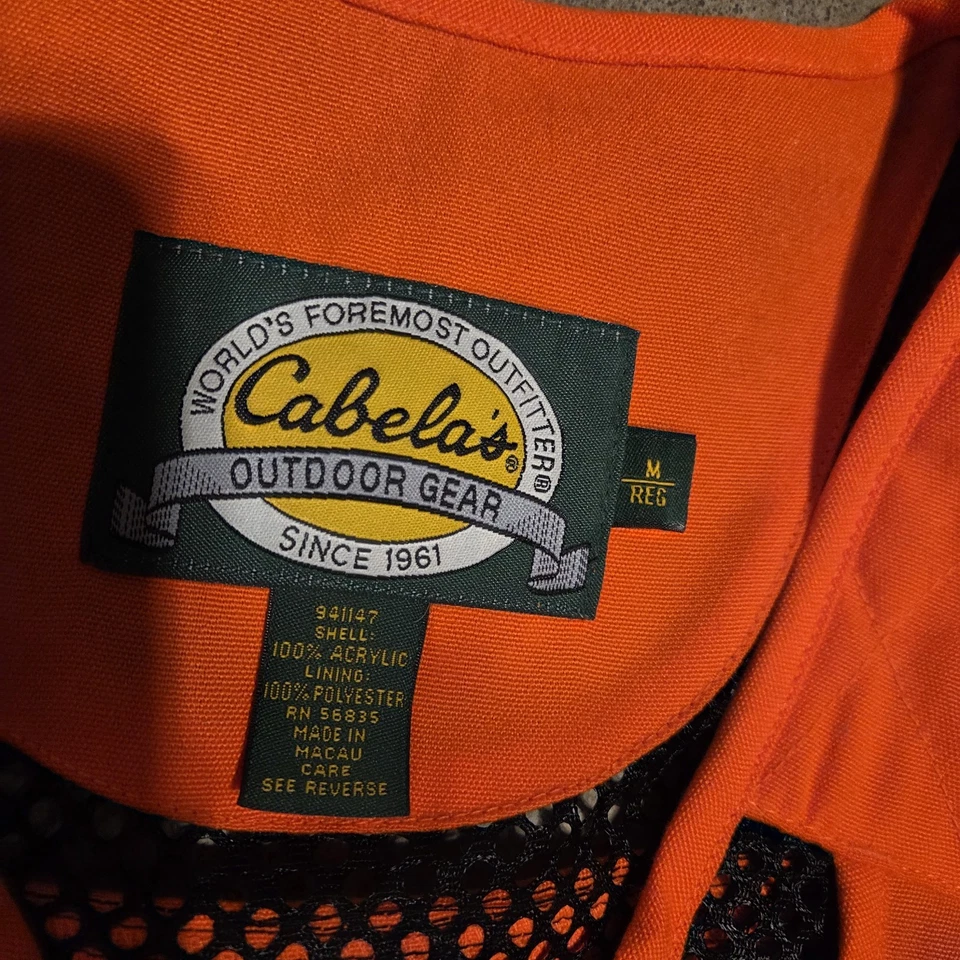 WORLD'S FOREMOST OUTFITTER®
Cabela's®
OUTDOOR GEAR
SINCE 1961
M
REG
941147
SHELL:
100% ACRYLIC
LINING:
100% POLYESTER
RN 56835
MADE IN
MACAU
CARE
SEE REVERSE